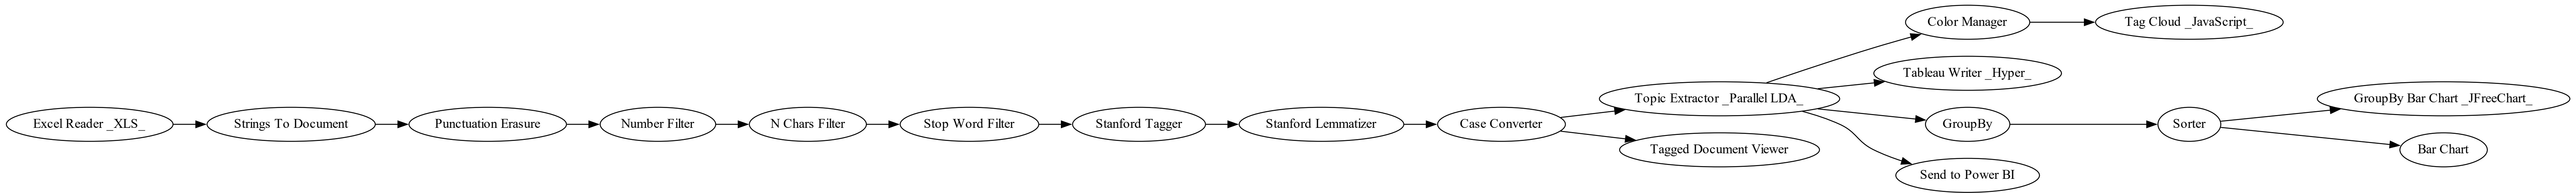 Excel Reader _XLS_
Strings To Document
Punctuation Erasure
Number Filter
N Chars Filter
Stop Word Filter
Stanford Tagger
Stanford Lemmatizer
Case Converter
Topic Extractor _Parallel LDA_
Tagged Document Viewer
Color Manager
Tableau Writer _Hyper_
GroupBy
Send to Power BI
Tag Cloud _JavaScript_
Sorter
GroupBy Bar Chart _JFreeChart_
Bar Chart